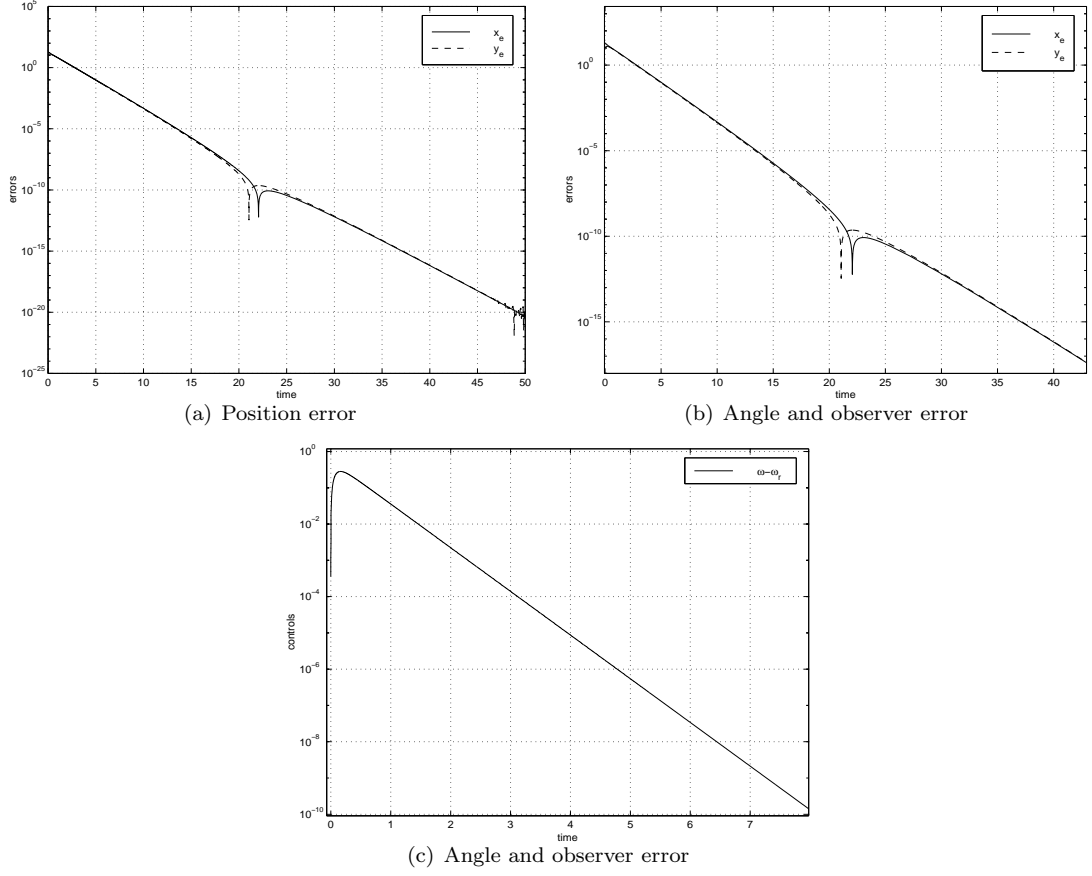 10^5
10^0
10^-5
10^-10
10^-15
10^-20
10^-25
errors
0 5 10 15 20 25 30 35 40 45 50
time
x_e
y_e
(a) Position error
10^0
10^-5
10^-10
10^-15
errors
0 5 10 15 20 25 30 35 40
time
x_e
y_e
(b) Angle and observer error
10^0
10^-2
10^-4
10^-6
10^-8
10^-10
controls
0 1 2 3 4 5 6 7
time
ω−ω_r
(c) Angle and observer error